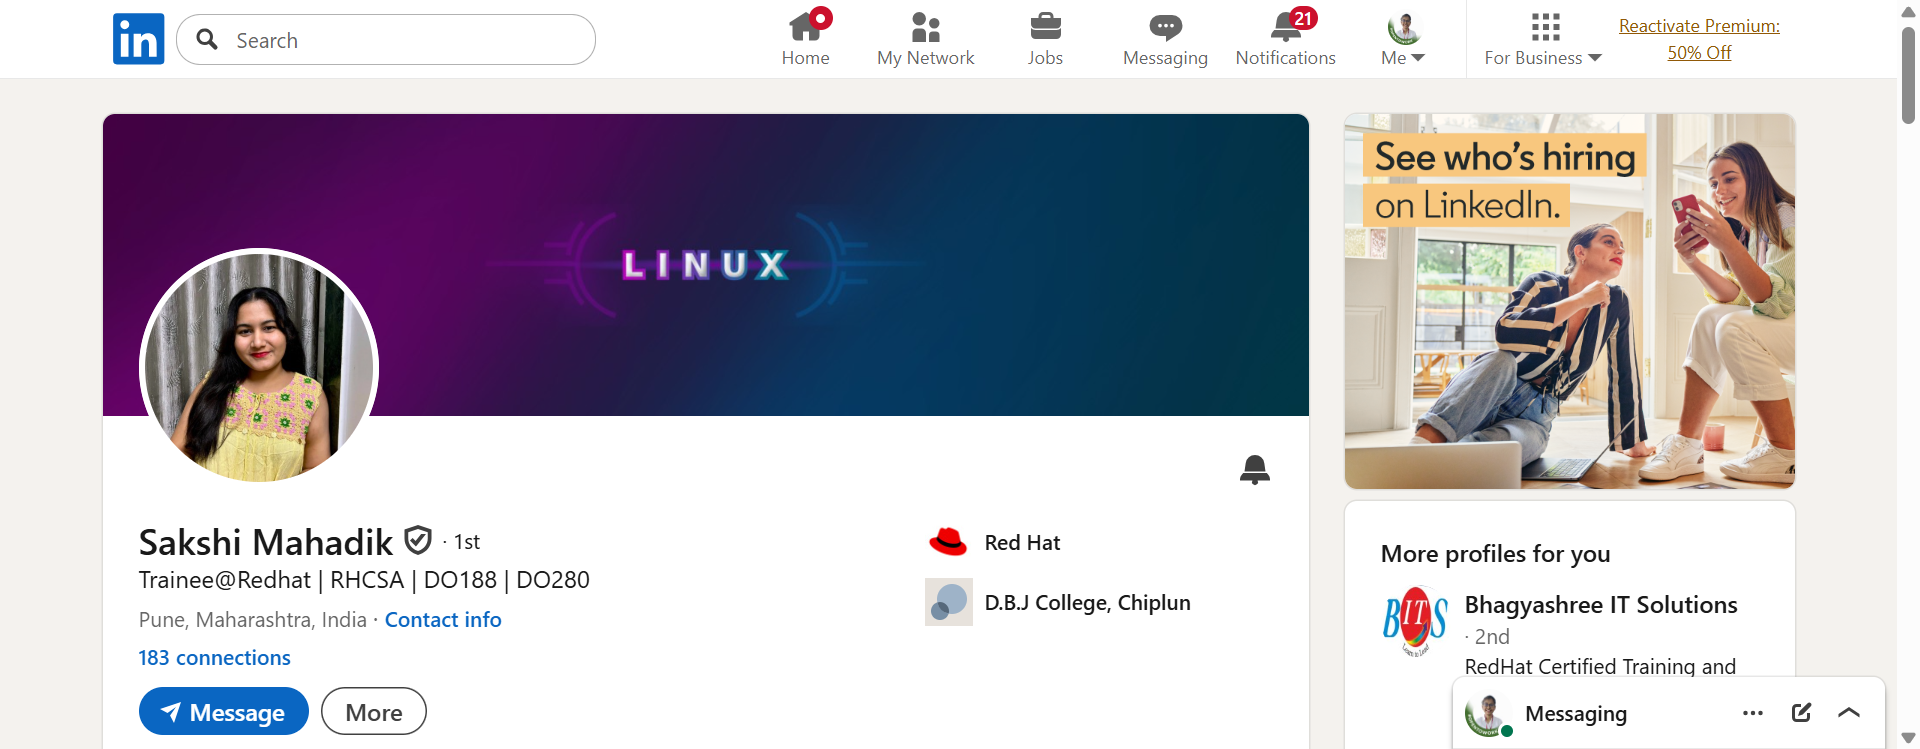 in
Search
Home
My Network
Jobs
Messaging
21
Notifications
Me
For Business
Reactivate Premium:
50% Off
LINUX
See who's hiring
on LinkedIn.
Sakshi Mahadik · 1st
Trainee@Redhat | RHCSA | DO188 | DO280
Pune, Maharashtra, India · Contact info
183 connections
Message
More
Red Hat
D.B.J College, Chiplun
More profiles for you
BITS
Learn to Lead
Bhagyashree IT Solutions
· 2nd
RedHat Certified Training and
Messaging